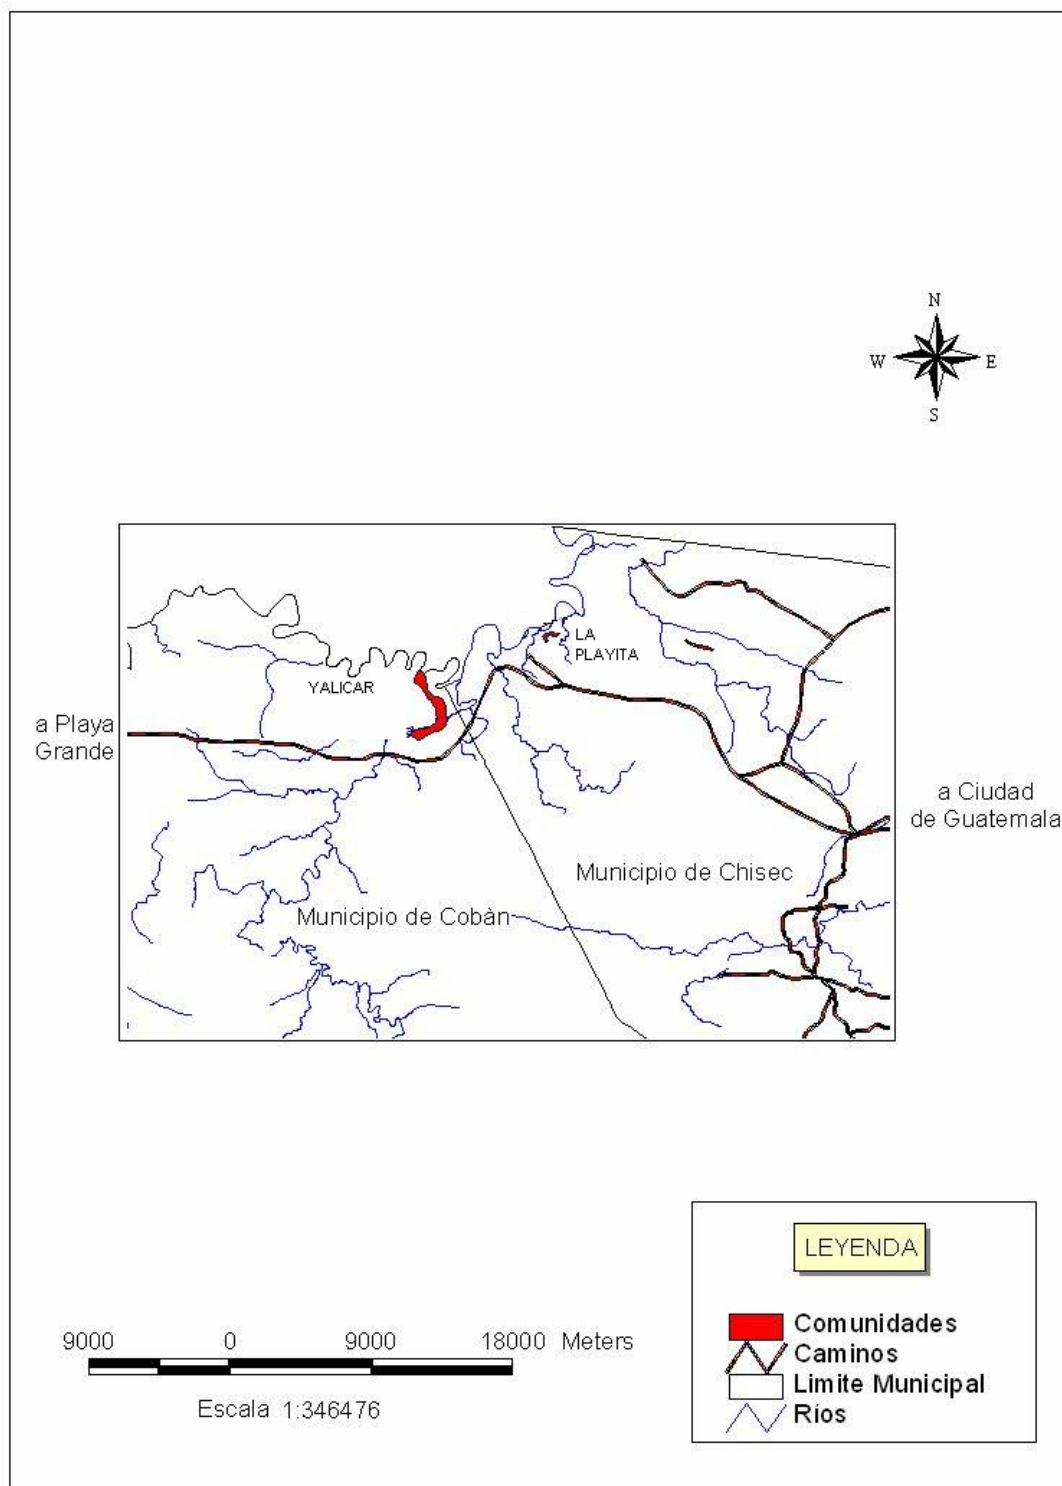 N
W
E
S
LA
PLAYITA
YALICAR
a Playa
Grande
a Ciudad
de Guatemala
Municipio de Chisec
Municipio de Cobàn
LEYENDA
Comunidades
Caminos
Limite Municipal
Ríos
9000 0 9000 18000 Meters
Escala 1:346476